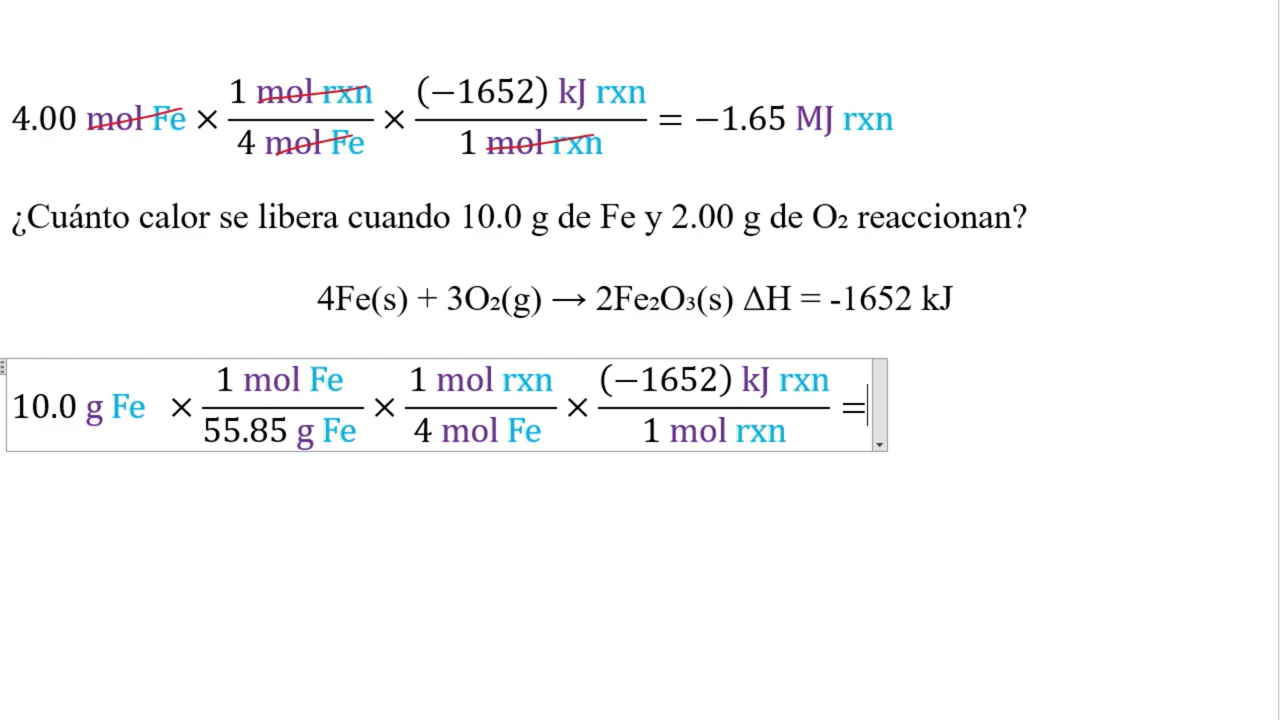 4.00 mol Fe × 1 mol rxn / 4 mol Fe × (−1652) kJ rxn / 1 mol rxn = −1.65 MJ rxn
¿Cuánto calor se libera cuando 10.0 g de Fe y 2.00 g de O₂ reaccionan?
4Fe(s) + 3O₂(g) → 2Fe₂O₃(s) ΔH = -1652 kJ
10.0 g Fe × 1 mol Fe / 55.85 g Fe × 1 mol rxn / 4 mol Fe × (−1652) kJ rxn / 1 mol rxn =